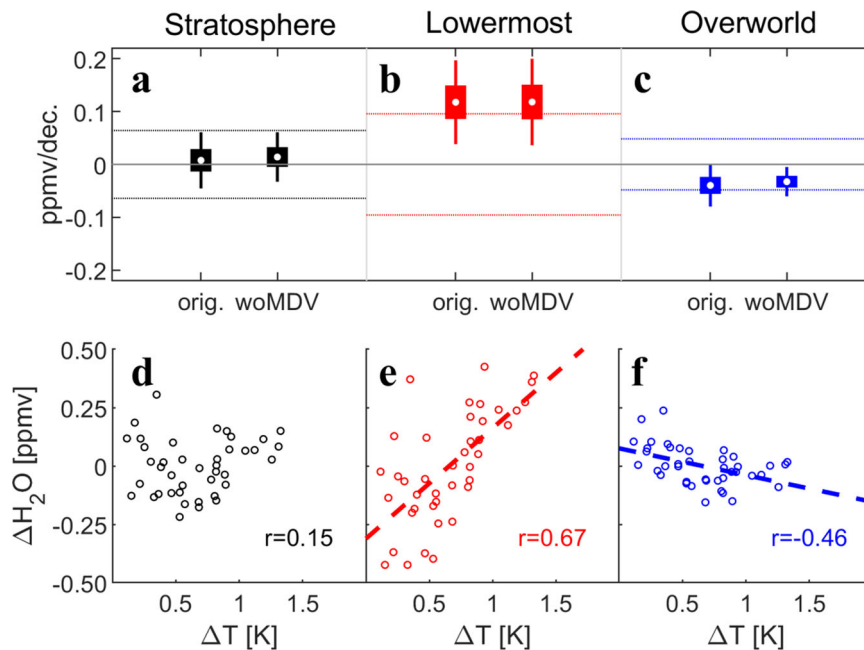 Stratosphere Lowermost Overworld
a b c
0.2
0.1
0
-0.1
-0.2
ppmv/dec.
orig. woMDV orig. woMDV orig. woMDV
d e f
0.50
0.25
0
-0.25
-0.50
ΔH₂O [ppmv]
r=0.15 r=0.67 r=-0.46
0.5 1 1.5 0.5 1 1.5 0.5 1 1.5
ΔT [K] ΔT [K] ΔT [K]